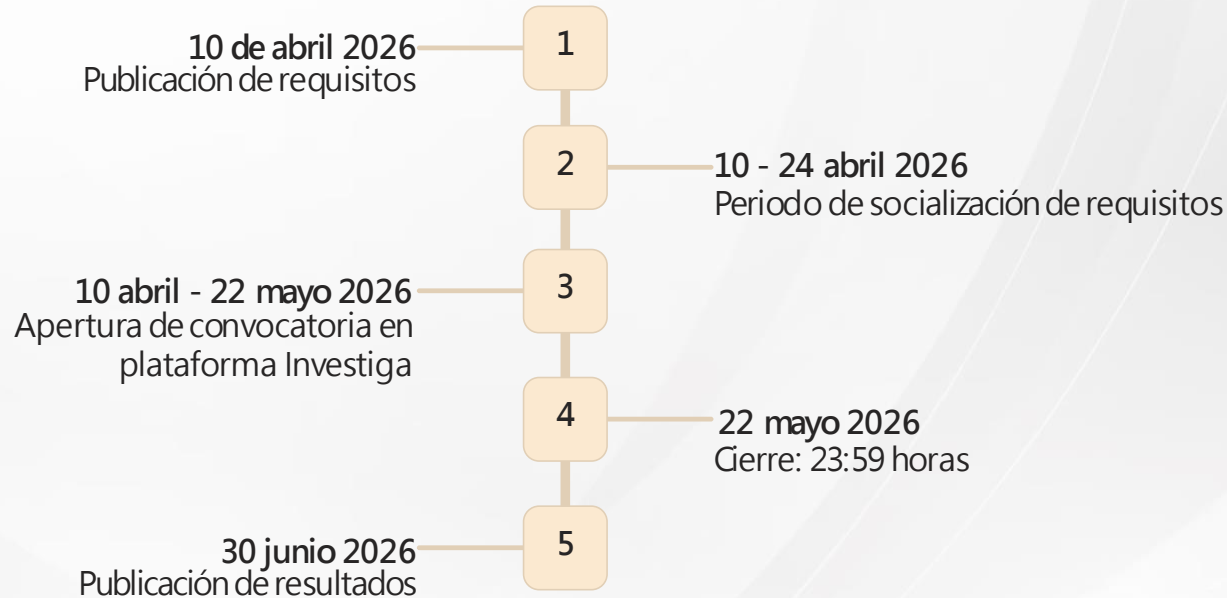 1
10 de abril 2026
Publicación de requisitos
2
10 - 24 abril 2026
Periodo de socialización de requisitos
3
10 abril - 22 mayo 2026
Apertura de convocatoria en
plataforma Investiga
4
22 mayo 2026
Cierre: 23:59 horas
5
30 junio 2026
Publicación de resultados